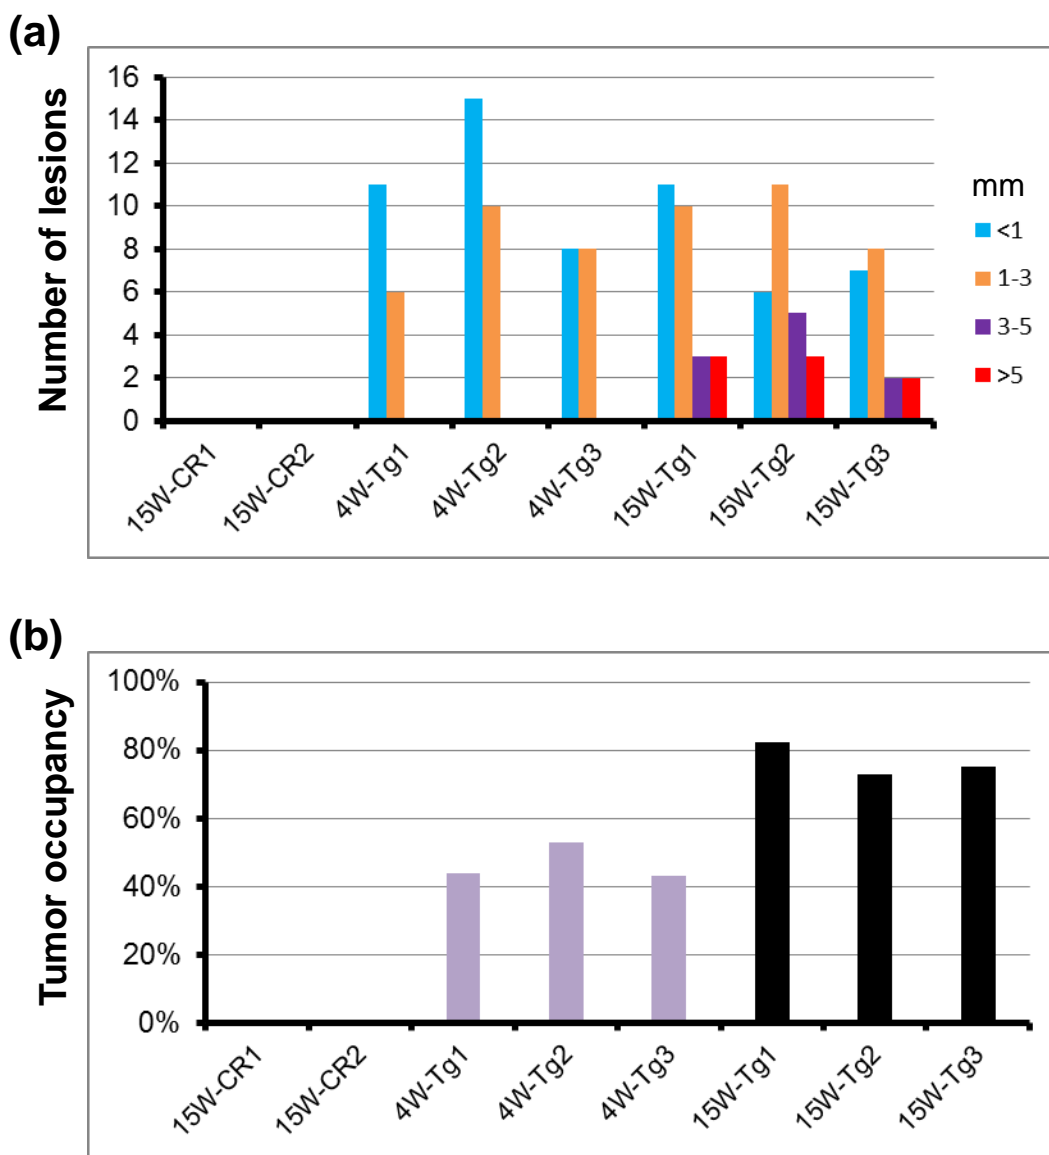 (a)
Number of lesions
16
14
12
10
8
6
4
2
0
15W-CR1
15W-CR2
4W-Tg1
4W-Tg2
4W-Tg3
15W-Tg1
15W-Tg2
15W-Tg3
mm
<1
1-3
3-5
>5
(b)
Tumor occupancy
100%
80%
60%
40%
20%
0%
15W-CR1
15W-CR2
4W-Tg1
4W-Tg2
4W-Tg3
15W-Tg1
15W-Tg2
15W-Tg3